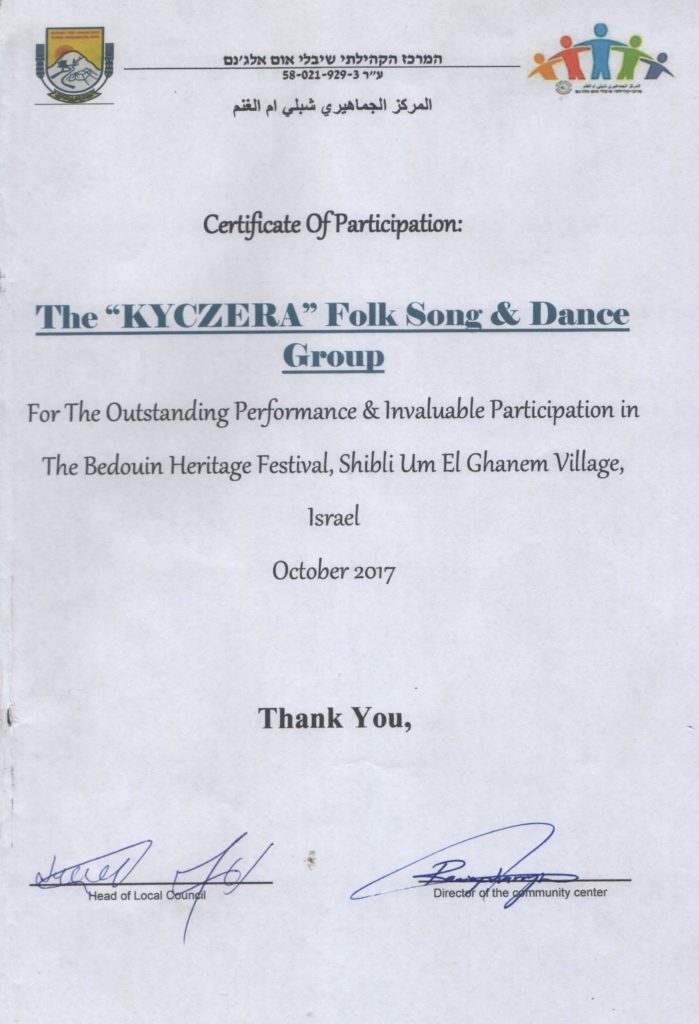 המרכז הקהילתי שיבלי אום אלג'נם
ע"ר 58-021-929-3
المركز الجماهيري شبلي ام الغنم
Certificate Of Participation:
The “KYCZERA” Folk Song & Dance
Group
For The Outstanding Performance & Invaluable Participation in
The Bedouin Heritage Festival, Shibli Um El Ghanem Village,
Israel
October 2017
Thank You,
Head of Local Council
Director of the community center